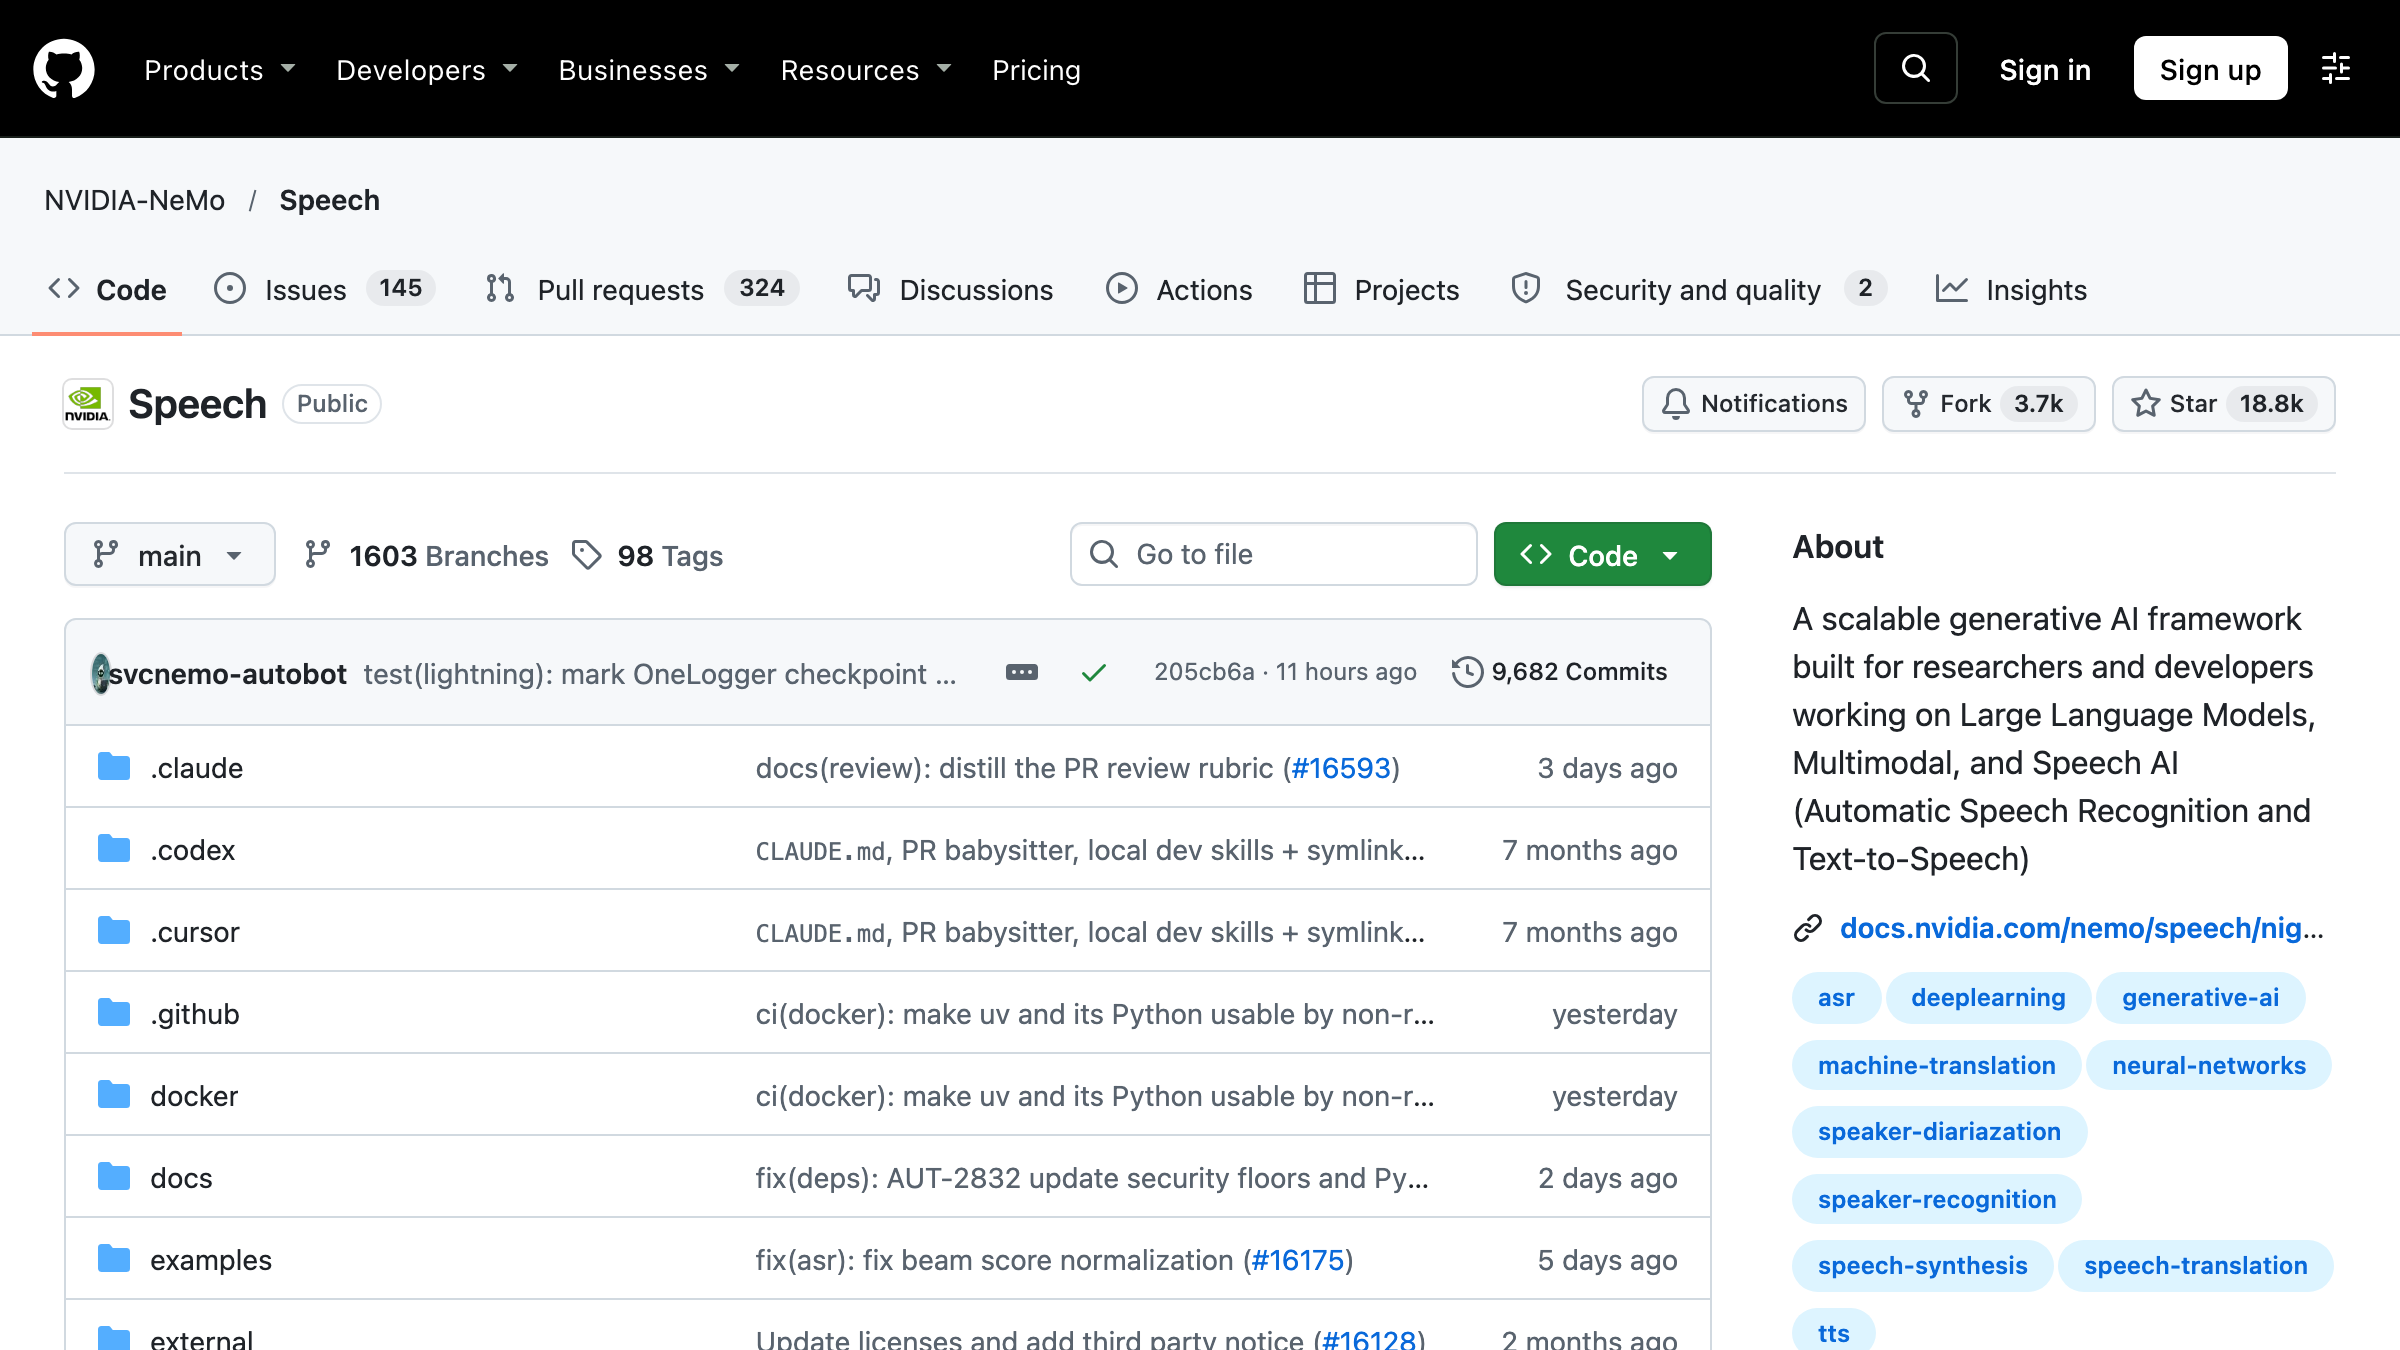 Products Developers Businesses Resources Pricing Sign in Sign up
NVIDIA-NeMo / Speech
Code Issues 145 Pull requests 324 Discussions Actions Projects Security and quality 2 Insights
NVIDIA. Speech Public Notifications Fork 3.7k Star 18.8k
main 1603 Branches 98 Tags Go to file Code
svcnemo-autobot test(lightning): mark OneLogger checkpoint ... 205cb6a · 11 hours ago 9,682 Commits
.claude docs(review): distill the PR review rubric (#16593) 3 days ago
.codex CLAUDE.md, PR babysitter, local dev skills + symlink... 7 months ago
.cursor CLAUDE.md, PR babysitter, local dev skills + symlink... 7 months ago
.github ci(docker): make uv and its Python usable by non-r... yesterday
docker ci(docker): make uv and its Python usable by non-r... yesterday
docs fix(deps): AUT-2832 update security floors and Py... 2 days ago
examples fix(asr): fix beam score normalization (#16175) 5 days ago
external Update licenses and add third party notice (#16128) 2 months ago
About
A scalable generative AI framework
built for researchers and developers
working on Large Language Models,
Multimodal, and Speech AI
(Automatic Speech Recognition and
Text-to-Speech)
docs.nvidia.com/nemo/speech/nig...
asr deeplearning generative-ai
machine-translation neural-networks
speaker-diariazation
speaker-recognition
speech-synthesis speech-translation
tts